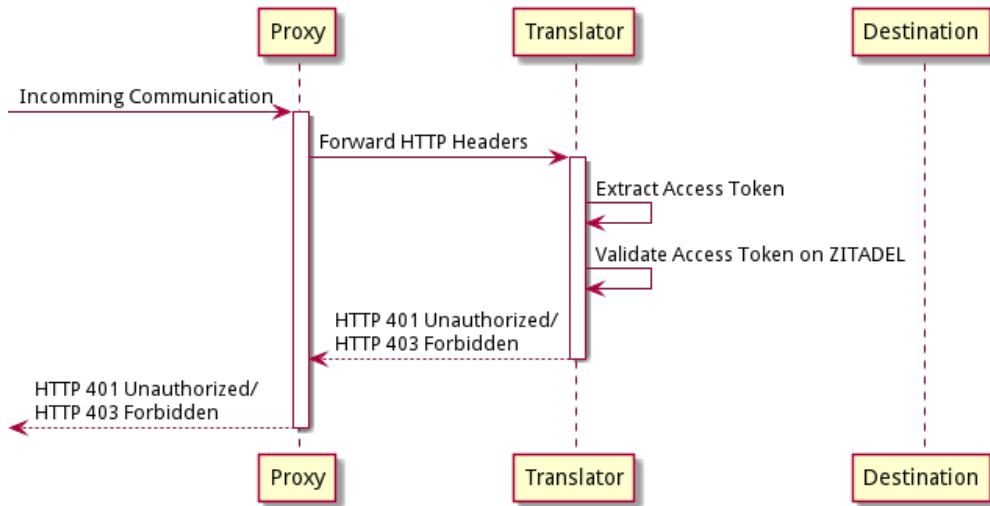 Proxy
Translator
Destination
Incomming Communication
Forward HTTP Headers
Extract Access Token
Validate Access Token on ZITADEL
HTTP 401 Unauthorized/
HTTP 403 Forbidden
HTTP 401 Unauthorized/
HTTP 403 Forbidden
Proxy
Translator
Destination